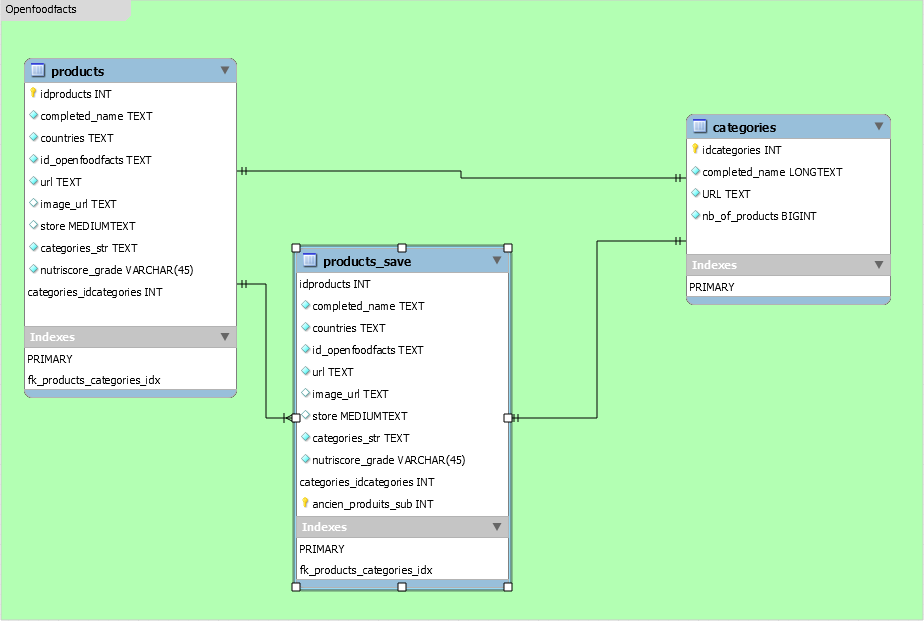 Openfoodfacts
products
idproducts INT
completed_name TEXT
countries TEXT
id_openfoodfacts TEXT
url TEXT
image_url TEXT
store MEDIUMTEXT
categories_str TEXT
nutriscore_grade VARCHAR(45)
categories_idcategories INT
Indexes
PRIMARY
fk_products_categories_idx
products_save
idproducts INT
completed_name TEXT
countries TEXT
id_openfoodfacts TEXT
url TEXT
image_url TEXT
store MEDIUMTEXT
categories_str TEXT
nutriscore_grade VARCHAR(45)
categories_idcategories INT
ancien_produits_sub INT
Indexes
PRIMARY
fk_products_categories_idx
categories
idcategories INT
completed_name LONGTEXT
URL TEXT
nb_of_products BIGINT
Indexes
PRIMARY